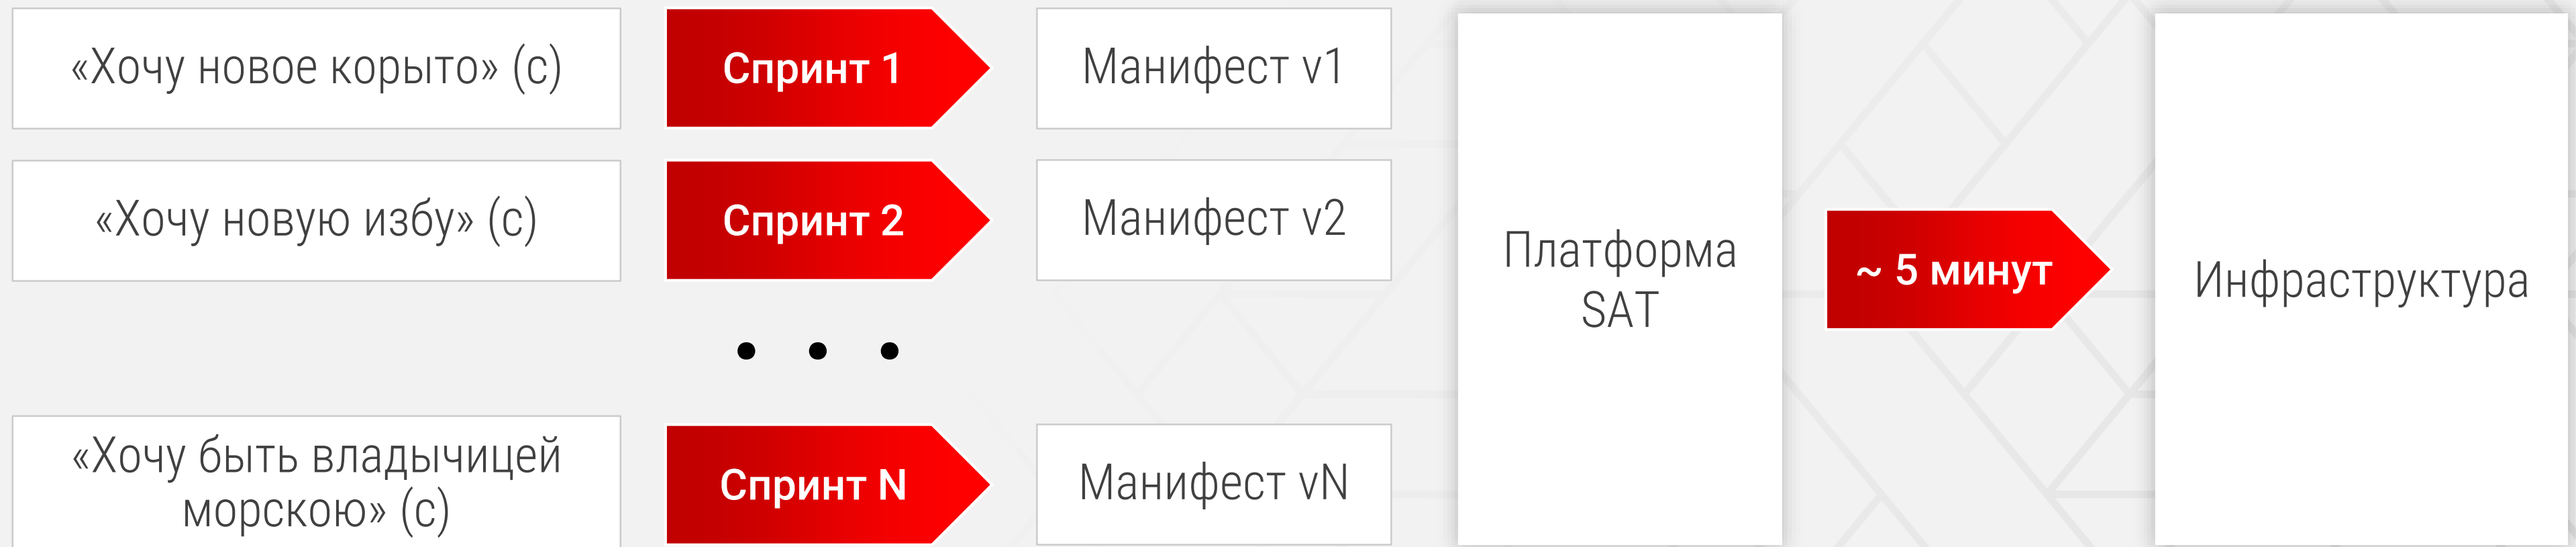 «Хочу новое корыто» (с)
Спринт 1
Манифест v1
«Хочу новую избу» (с)
Спринт 2
Манифест v2
Платформа
SAT
~ 5 минут
Инфраструктура
«Хочу быть владычицей
морскою» (с)
Спринт N
Манифест vN